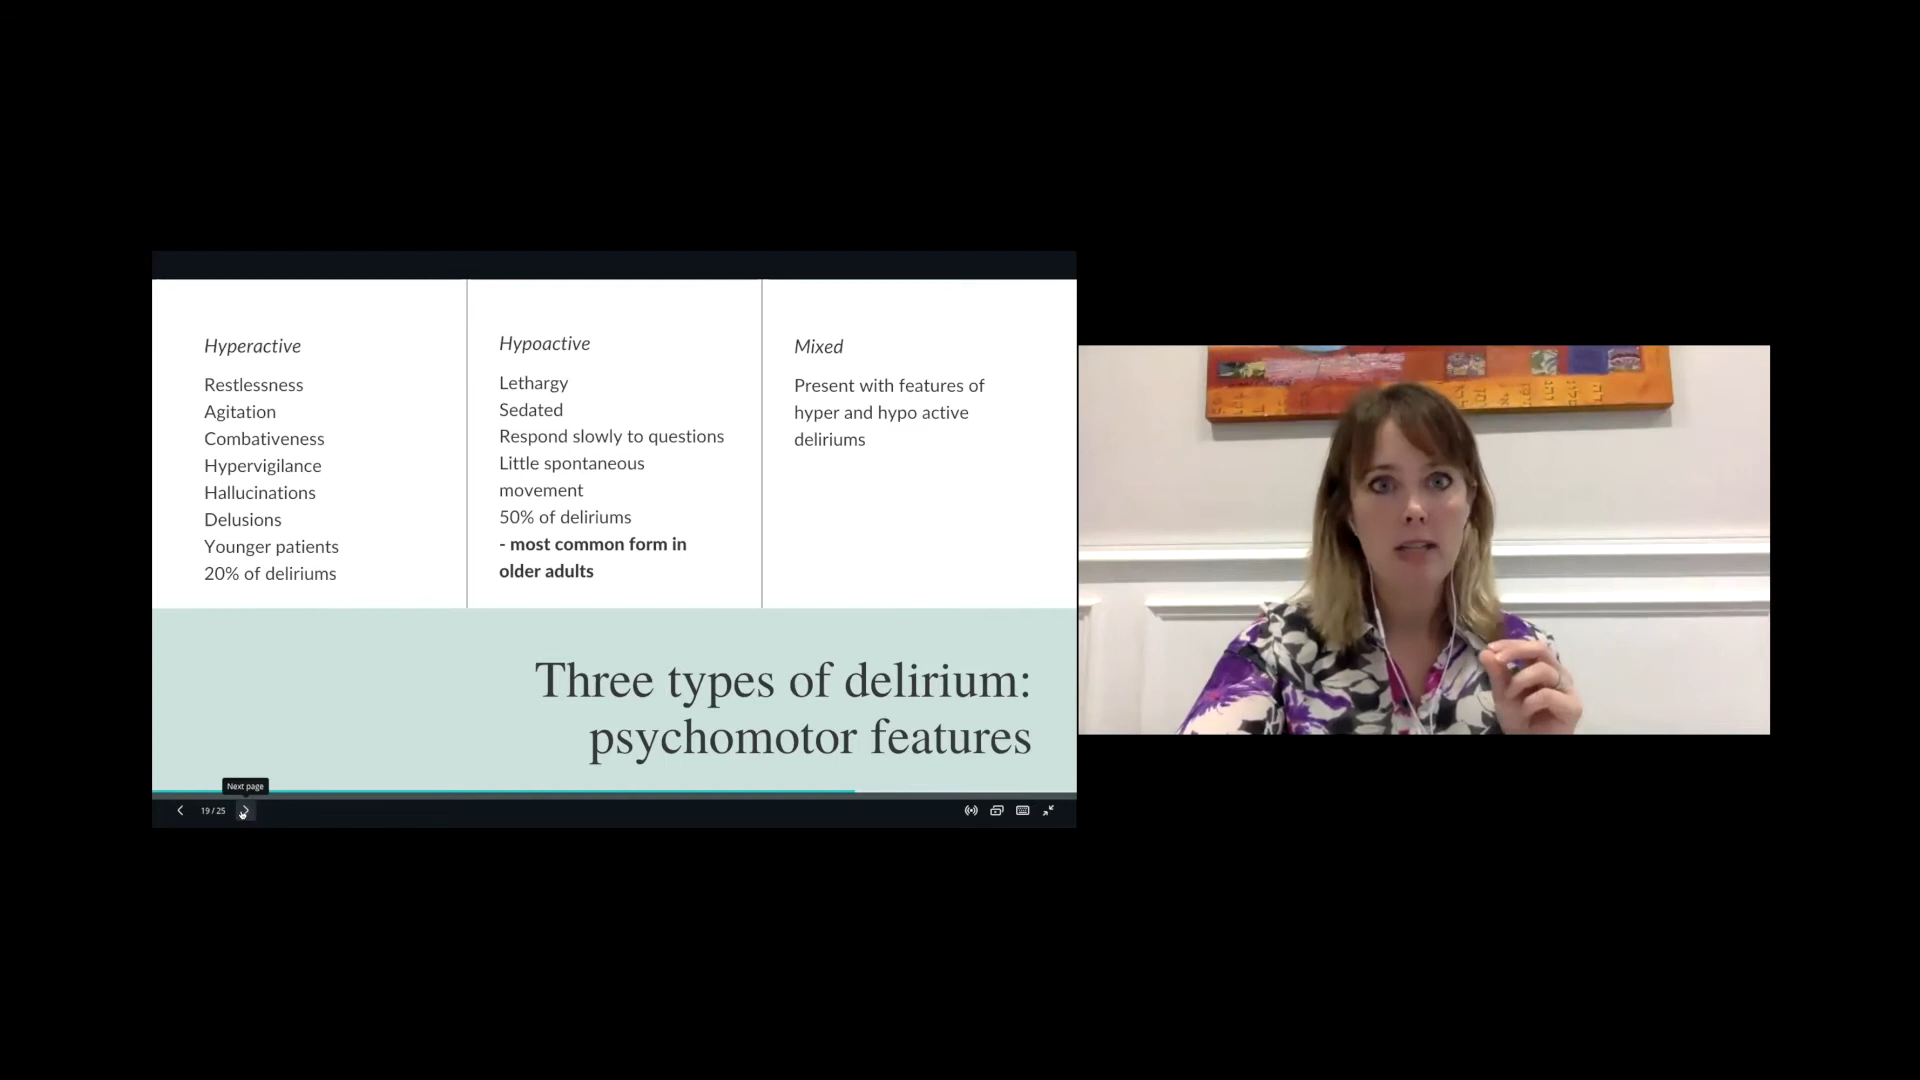 Hyperactive
Restlessness
Agitation
Combativeness
Hypervigilance
Hallucinations
Delusions
Younger patients
20% of deliriums
Hypoactive
Lethargy
Sedated
Respond slowly to questions
Little spontaneous
movement
50% of deliriums
- most common form in
older adults
Mixed
Present with features of
hyper and hypo active
deliriums
Three types of delirium:
psychomotor features
Next page
19 / 25